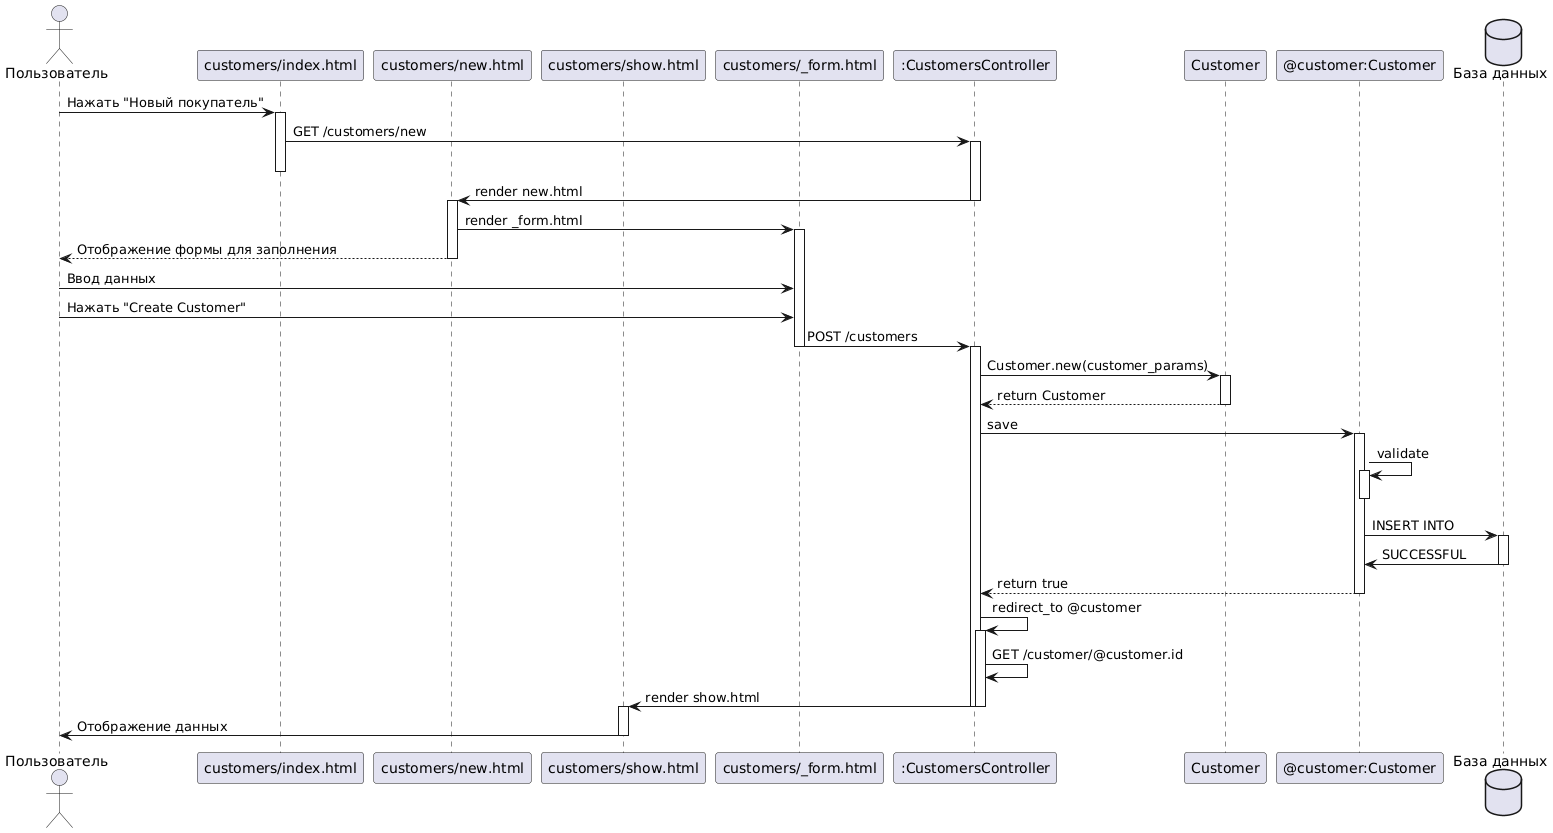 Пользователь
customers/index.html
customers/new.html
customers/show.html
customers/_form.html
:CustomersController
Customer
@customer:Customer
База данных
Нажать "Новый покупатель"
GET /customers/new
render new.html
render _form.html
Отображение формы для заполнения
Ввод данных
Нажать "Create Customer"
POST /customers
Customer.new(customer_params)
return Customer
save
validate
INSERT INTO
SUCCESSFUL
return true
redirect_to @customer
GET /customer/@customer.id
render show.html
Отображение данных
Пользователь
customers/index.html
customers/new.html
customers/show.html
customers/_form.html
:CustomersController
Customer
@customer:Customer
База данных